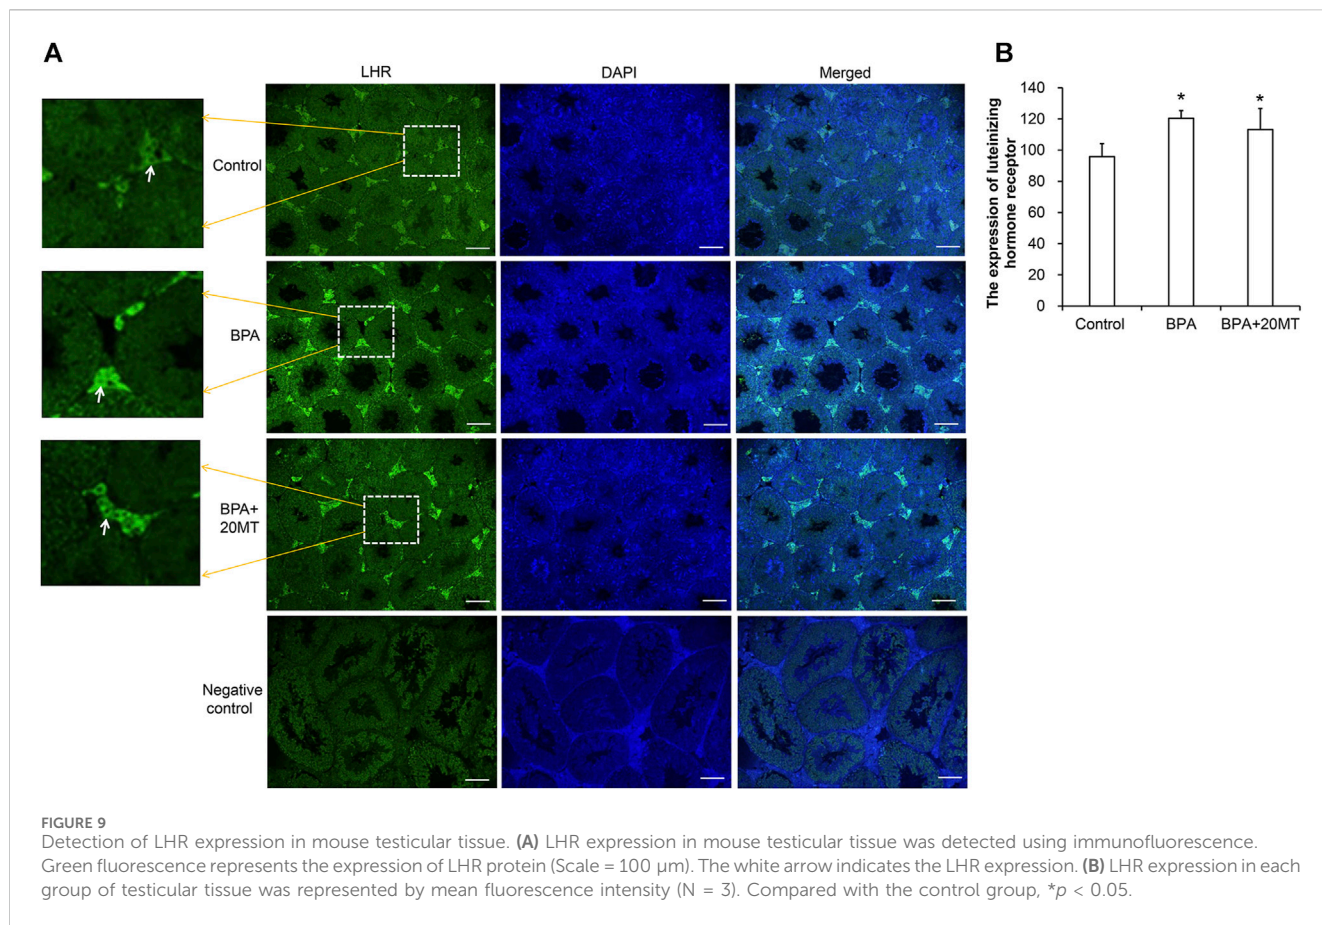 A
LHR
DAPI
Merged
Control
BPA
BPA+
20MT
Negative
control
B
The expression of luteinizing
hormone receptor
140
120
100
80
60
40
20
0
*
*
Control
BPA
BPA+20MT
FIGURE 9
Detection of LHR expression in mouse testicular tissue. (A) LHR expression in mouse testicular tissue was detected using immunofluorescence.
Green fluorescence represents the expression of LHR protein (Scale = 100 µm). The white arrow indicates the LHR expression. (B) LHR expression in each
group of testicular tissue was represented by mean fluorescence intensity (N = 3). Compared with the control group, *p < 0.05.